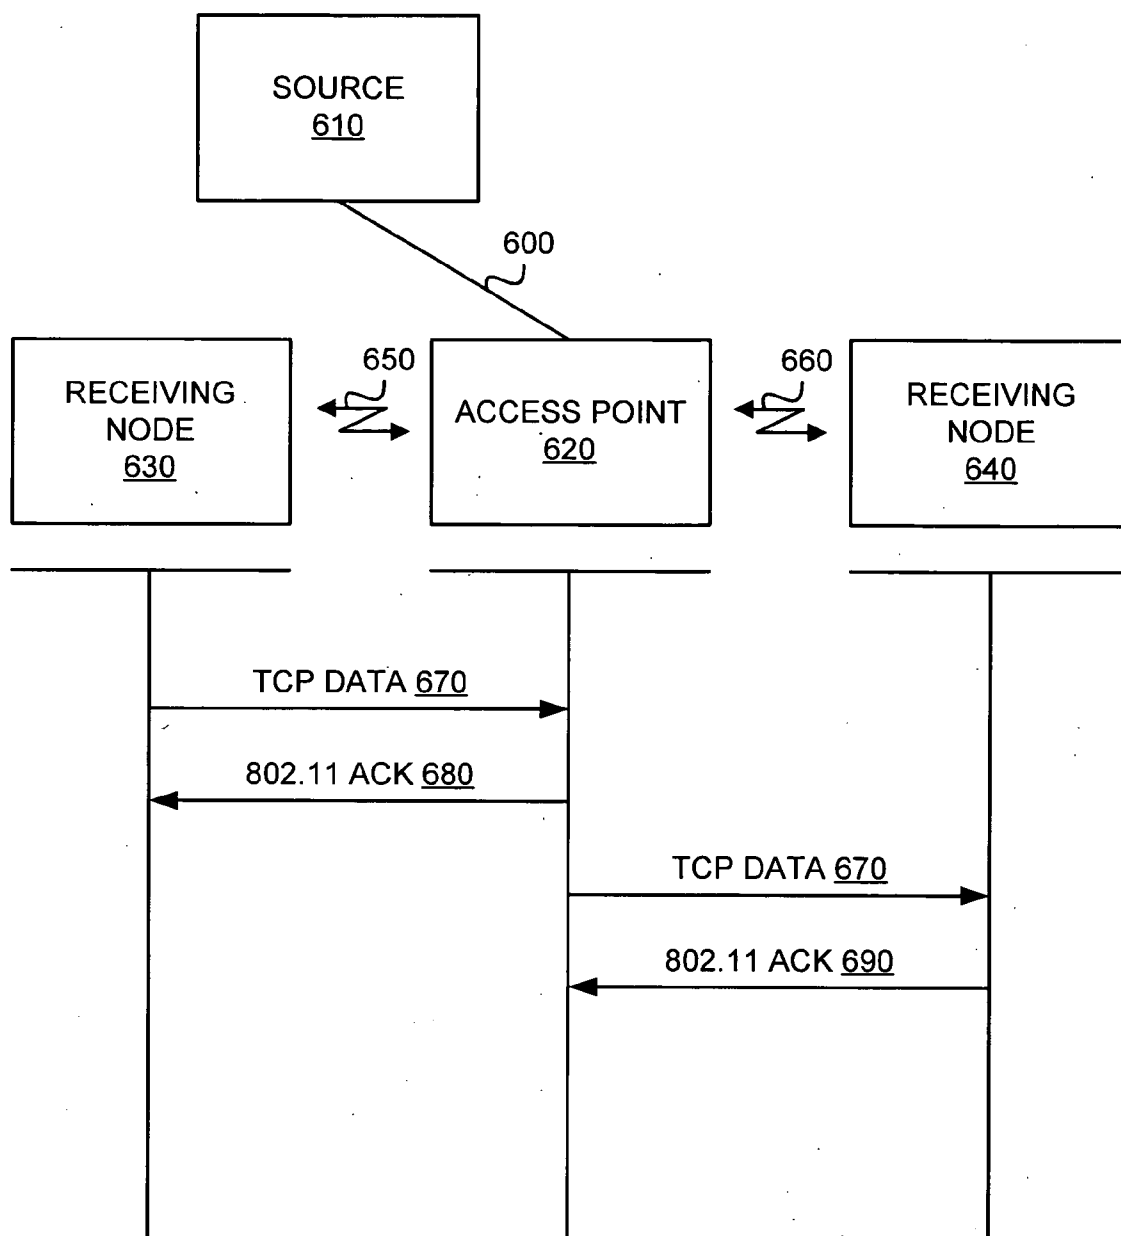 SOURCE
610
600
650
660
RECEIVING
NODE
630
ACCESS POINT
620
RECEIVING
NODE
640
TCP DATA 670
802.11 ACK 680
TCP DATA 670
802.11 ACK 690